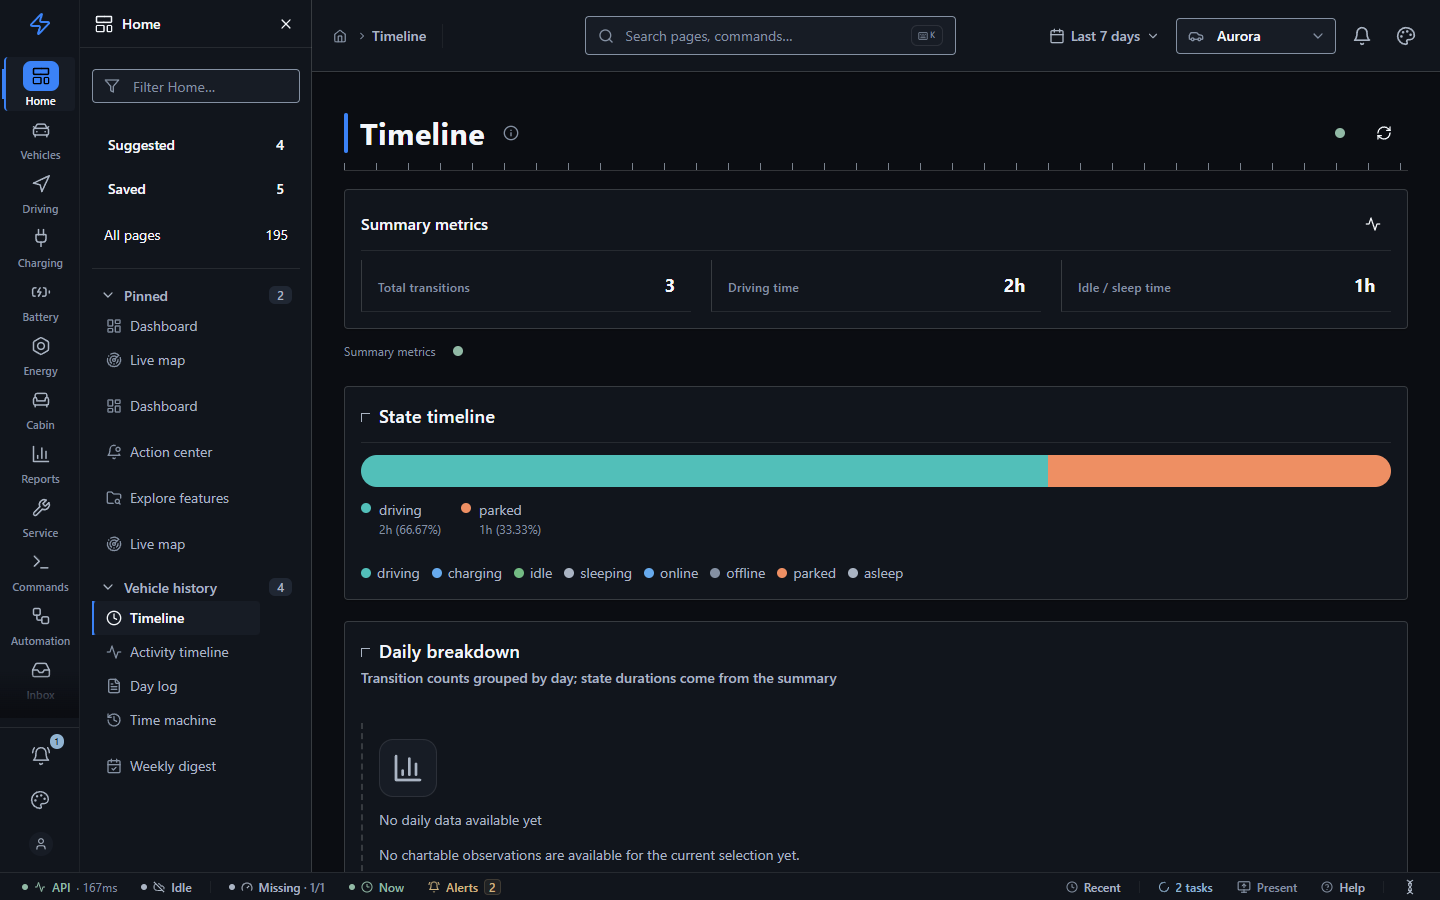 Home
Timeline
Search pages, commands...
K
Last 7 days
Aurora
Home
Vehicles
Driving
Charging
Battery
Energy
Cabin
Reports
Service
Commands
Automation
Inbox
1
Filter Home...
Suggested 4
Saved 5
All pages 195
Pinned 2
Dashboard
Live map
Dashboard
Action center
Explore features
Live map
Vehicle history 4
Timeline
Activity timeline
Day log
Time machine
Weekly digest
Timeline
Summary metrics
Total transitions 3
Driving time 2h
Idle / sleep time 1h
Summary metrics
State timeline
driving
2h (66.67%)
parked
1h (33.33%)
driving charging idle sleeping online offline parked asleep
Daily breakdown
Transition counts grouped by day; state durations come from the summary
No daily data available yet
No chartable observations are available for the current selection yet.
API · 167ms Idle Missing · 1/1 Now Alerts 2 Recent 2 tasks Present Help